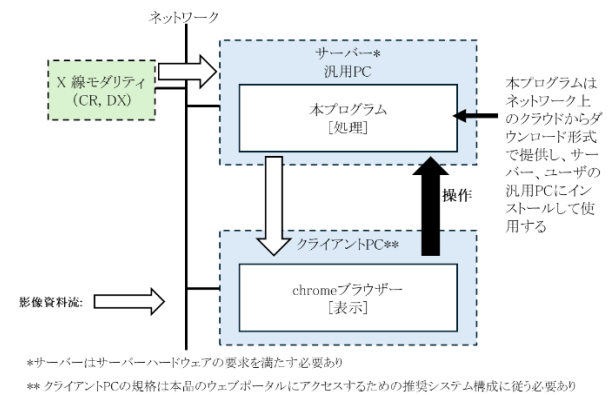 ネットワーク
サーバー*
汎用PC
X 線モダリティ
(CR, DX)
本プログラム
[処理]
本プログラムは
ネットワーク上
のクラウドからダ
ウンロード形式
で提供し、サー
バー、ユーザの
汎用PCにイン
ストールして使
用する
操作
クライアントPC**
chromeブラウザー
[表示]
影像資料流:
*サーバーはサーバーハードウェアの要求を満たす必要あり
** クライアントPCの規格は本品のウェブポータルにアクセスするための推奨システム構成に従う必要あり